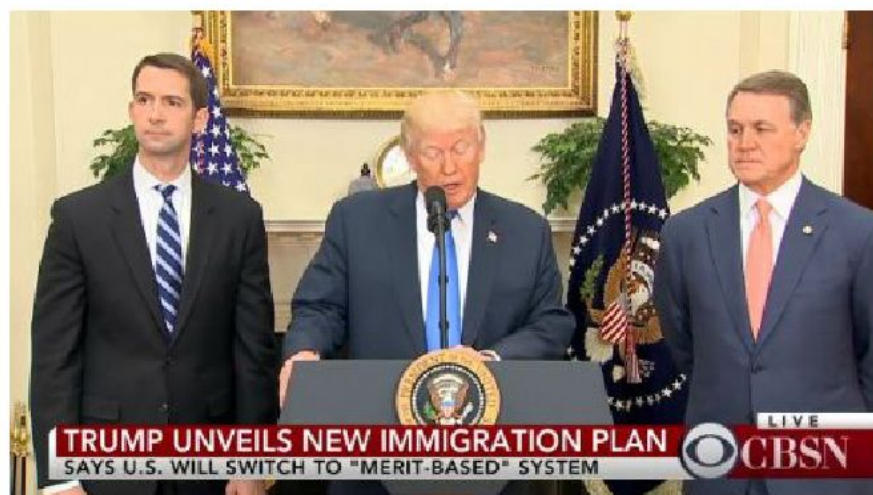 TRUMP UNVEILS NEW IMMIGRATION PLAN
SAYS U.S. WILL SWITCH TO "MERIT-BASED" SYSTEM
LIVE
CBSN